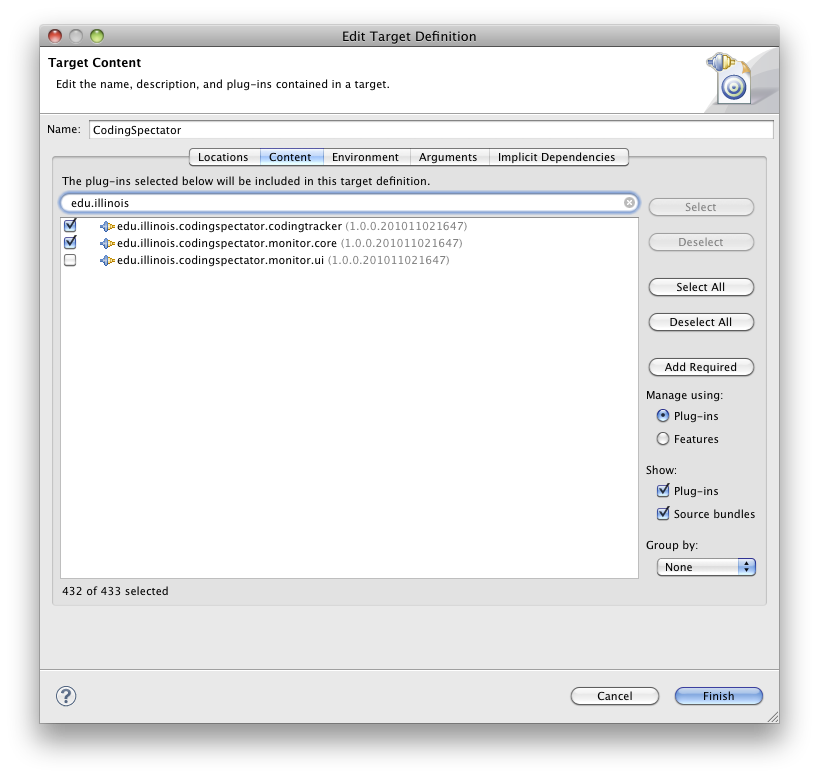 Edit Target Definition
Target Content
Edit the name, description, and plug-ins contained in a target.
Name: CodingSpectator
Locations Content Environment Arguments Implicit Dependencies
The plug-ins selected below will be included in this target definition.
edu.illinois
edu.illinois.codingspectator.codingtracker (1.0.0.201011021647)
edu.illinois.codingspectator.monitor.core (1.0.0.201011021647)
edu.illinois.codingspectator.monitor.ui (1.0.0.201011021647)
Select
Deselect
Select All
Deselect All
Add Required
Manage using:
Plug-ins
Features
Show:
Plug-ins
Source bundles
Group by:
None
432 of 433 selected
?
Cancel Finish